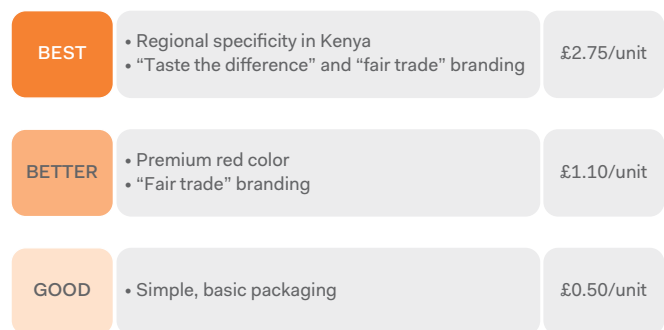 BEST
• Regional specificity in Kenya
• “Taste the difference” and “fair trade” branding
£2.75/unit
BETTER
• Premium red color
• “Fair trade” branding
£1.10/unit
GOOD
• Simple, basic packaging
£0.50/unit